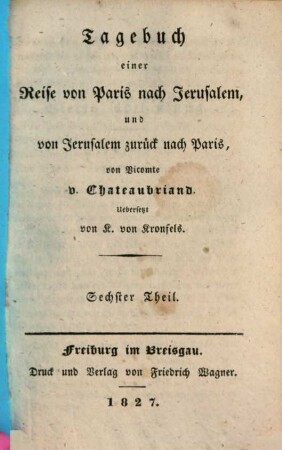 Tagebuch
einer
Reise von Paris nach Jerusalem,
und
von Jerusalem zurück nach Paris,
von Vicomte
v. Chateaubriand.
Uebersetzt
von K. von Kronfels.
Sechster Theil.
Freiburg im Breisgau.
Druck und Verlag von Friedrich Wagner.
1827.